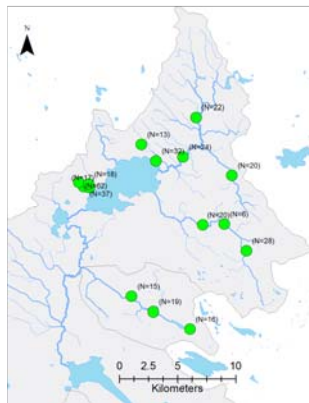 N
(N=22)
(N=13)
(N=32)
(N=24)
(N=20)
(N=18)
(N=17
(N=62)
(N=37)
(N=20)
(N=6)
(N=28)
(N=15)
(N=19)
(N=16)
0 2.5 5 10
Kilometers